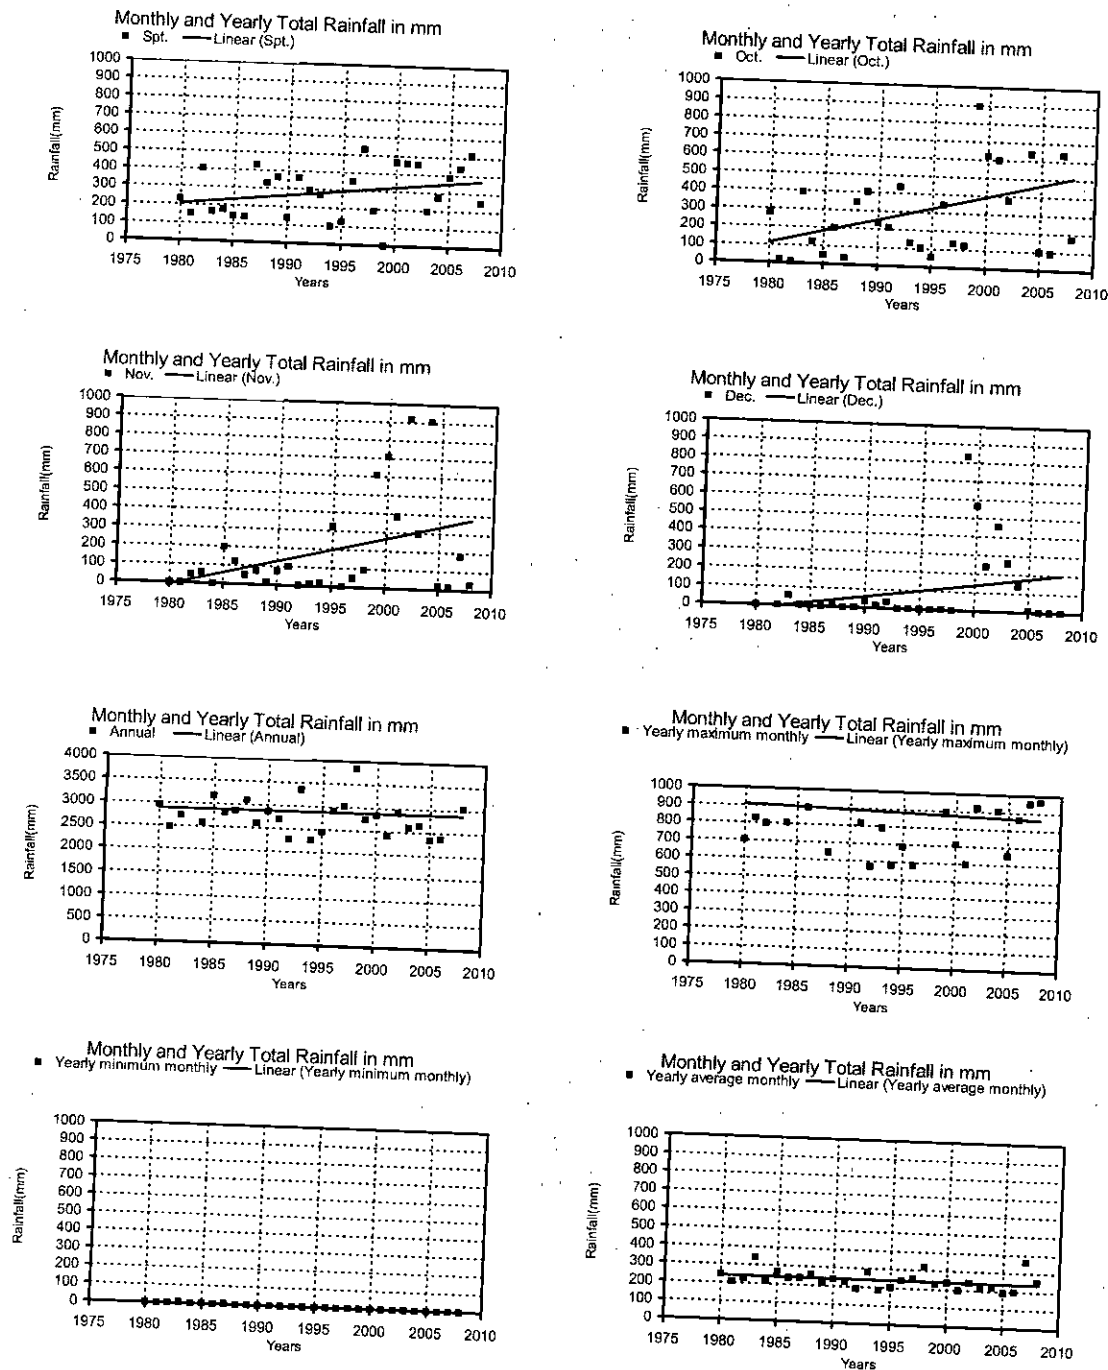 Monthly and Yearly Total Rainfall in mm
Spt. Linear (Spt.)
1000
900
800
700
600
500
400
300
200
100
0
Rainfall(mm)
1975 1980 1985 1990 1995 2000 2005 2010
Years
Monthly and Yearly Total Rainfall in mm
Oct. Linear (Oct.)
1000
900
800
700
600
500
400
300
200
100
0
Rainfall(mm)
1975 1980 1985 1990 1995 2000 2005 2010
Years
Monthly and Yearly Total Rainfall in mm
Nov. Linear (Nov.)
1000
900
800
700
600
500
400
300
200
100
0
Rainfall(mm)
1975 1980 1985 1990 1995 2000 2005 2010
Years
Monthly and Yearly Total Rainfall in mm
Dec. Linear (Dec.)
1000
900
800
700
600
500
400
300
200
100
0
Rainfall(mm)
1975 1980 1985 1990 1995 2000 2005 2010
Years
Monthly and Yearly Total Rainfall in mm
Annual Linear (Annual)
4000
3500
3000
2500
2000
1500
1000
500
0
Rainfall(mm)
1975 1980 1985 1990 1995 2000 2005 2010
Years
Monthly and Yearly Total Rainfall in mm
Yearly maximum monthly Linear (Yearly maximum monthly)
1000
900
800
700
600
500
400
300
200
100
0
Rainfall(mm)
1975 1980 1985 1990 1995 2000 2005 2010
Years
Monthly and Yearly Total Rainfall in mm
Yearly minimum monthly Linear (Yearly minimum monthly)
1000
900
800
700
600
500
400
300
200
100
0
Rainfall(mm)
1975 1980 1985 1990 1995 2000 2005 2010
Years
Monthly and Yearly Total Rainfall in mm
Yearly average monthly Linear (Yearly average monthly)
1000
900
800
700
600
500
400
300
200
100
0
Rainfall(mm)
1975 1980 1985 1990 1995 2000 2005 2010
Years